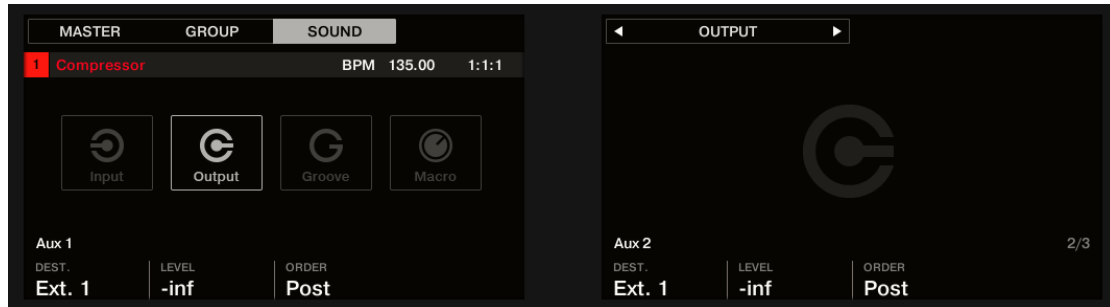 MASTER GROUP SOUND
1 Compressor BPM 135.00 1:1:1
Input Output Groove Macro
Aux 1
DEST. LEVEL ORDER
Ext. 1 -inf Post
OUTPUT
Aux 2 2/3
DEST. LEVEL ORDER
Ext. 1 -inf Post